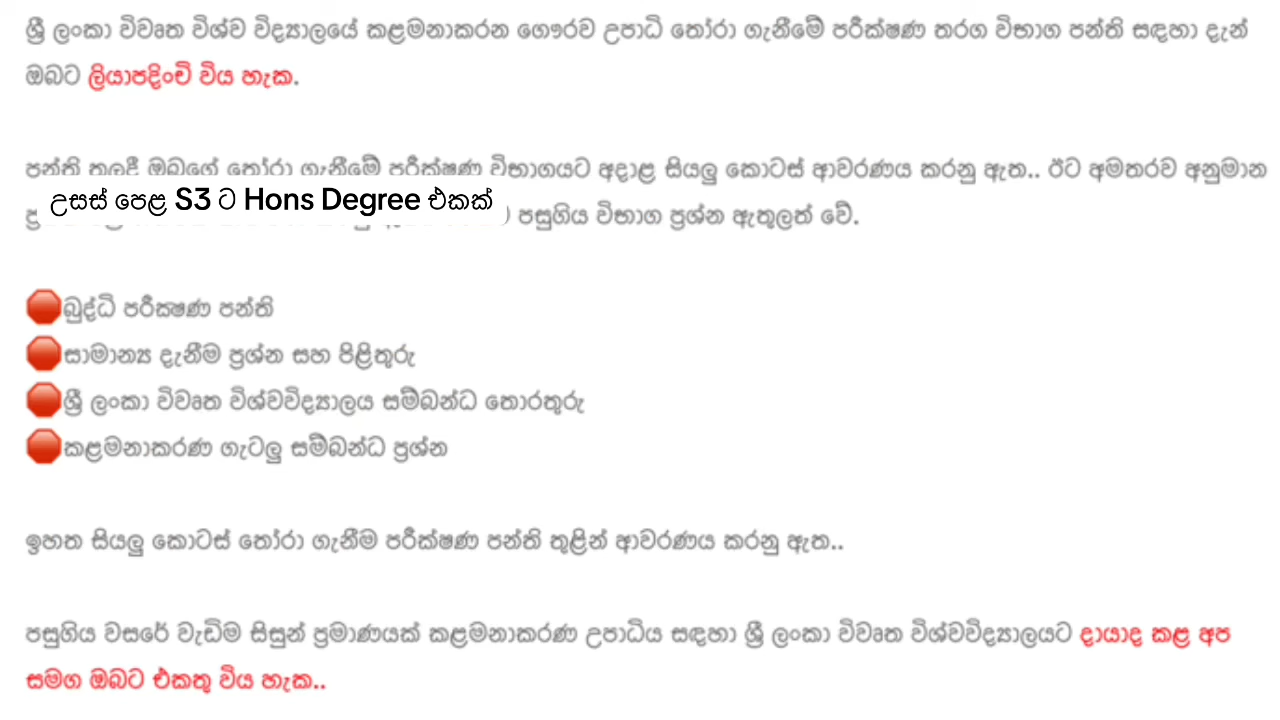 ශ්‍රී ලංකා විවෘත විශ්ව විද්‍යාලයේ කළමනාකරන ගෞරව උපාධි තෝරා ගැනීමේ පරීක්ෂණ තරග විභාග පන්ති සඳහා දැන්
ඔබට ලියාපදිංචි විය හැක.
පන්ති තුලදී ඔබගේ තෝරා ගැනීමේ පරීක්ෂණ විභාගයට අදාළ සියලු කොටස් ආවරණය කරනු ඇත.. ඊට අමතරව අනුමාන
උසස් පෙළ S3 ට Hons Degree එකක්
පසුගිය විභාග ප්‍රශ්න ඇතුලත් වේ.
🛑බුද්ධි පරීක්‍ෂණ පන්ති
🛑සාමාන්‍ය දැනීම ප්‍රශ්න සහ පිළිතුරු
🛑ශ්‍රී ලංකා විවෘත විශ්වවිද්‍යාලය සම්බන්ධ තොරතුරු
🛑කළමනාකරණ ගැටලු සම්බන්ධ ප්‍රශ්න
ඉහත සියලු කොටස් තෝරා ගැනීම පරීක්ෂණ පන්ති තුළින් ආවරණය කරනු ඇත..
පසුගිය වසරේ වැඩිම සිසුන් ප්‍රමාණයක් කළමනාකරණ උපාධිය සඳහා ශ්‍රී ලංකා විවෘත විශ්වවිද්‍යාලයට දායාද කළ අප
සමග ඔබට එකතු විය හැක..